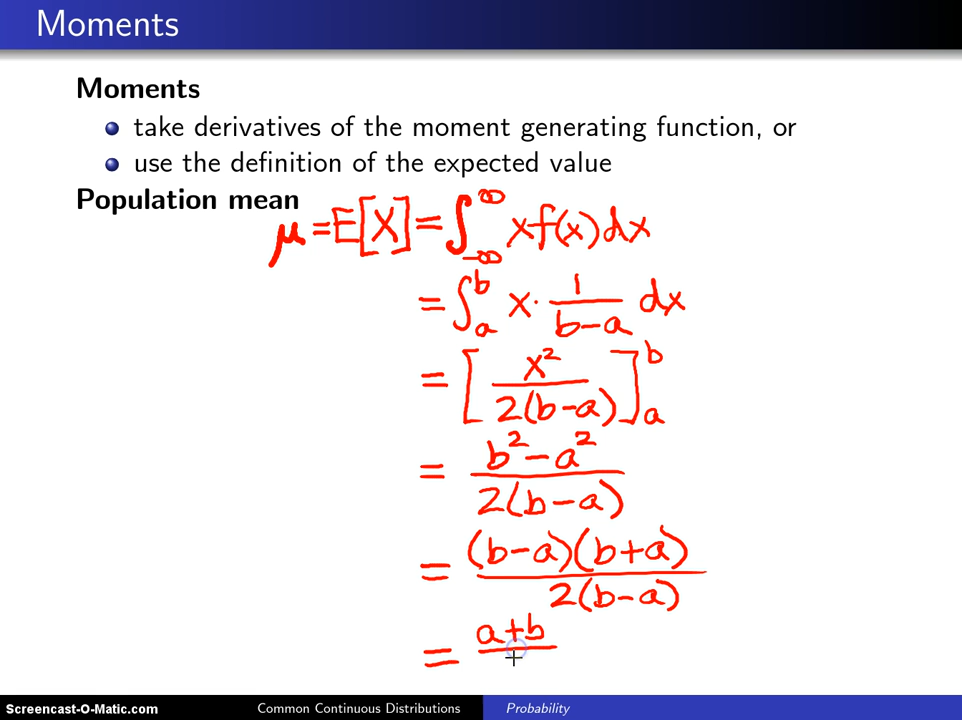 Moments
Moments
take derivatives of the moment generating function, or
use the definition of the expected value
Population mean
μ = E[X] = ∫_{-∞}^{∞} x f(x) dx
= ∫_a^b x · 1/(b-a) dx
= [x²/(2(b-a))]_a^b
= (b²-a²)/(2(b-a))
= (b-a)(b+a)/(2(b-a))
= a+b
Screencast-O-Matic.com Common Continuous Distributions Probability